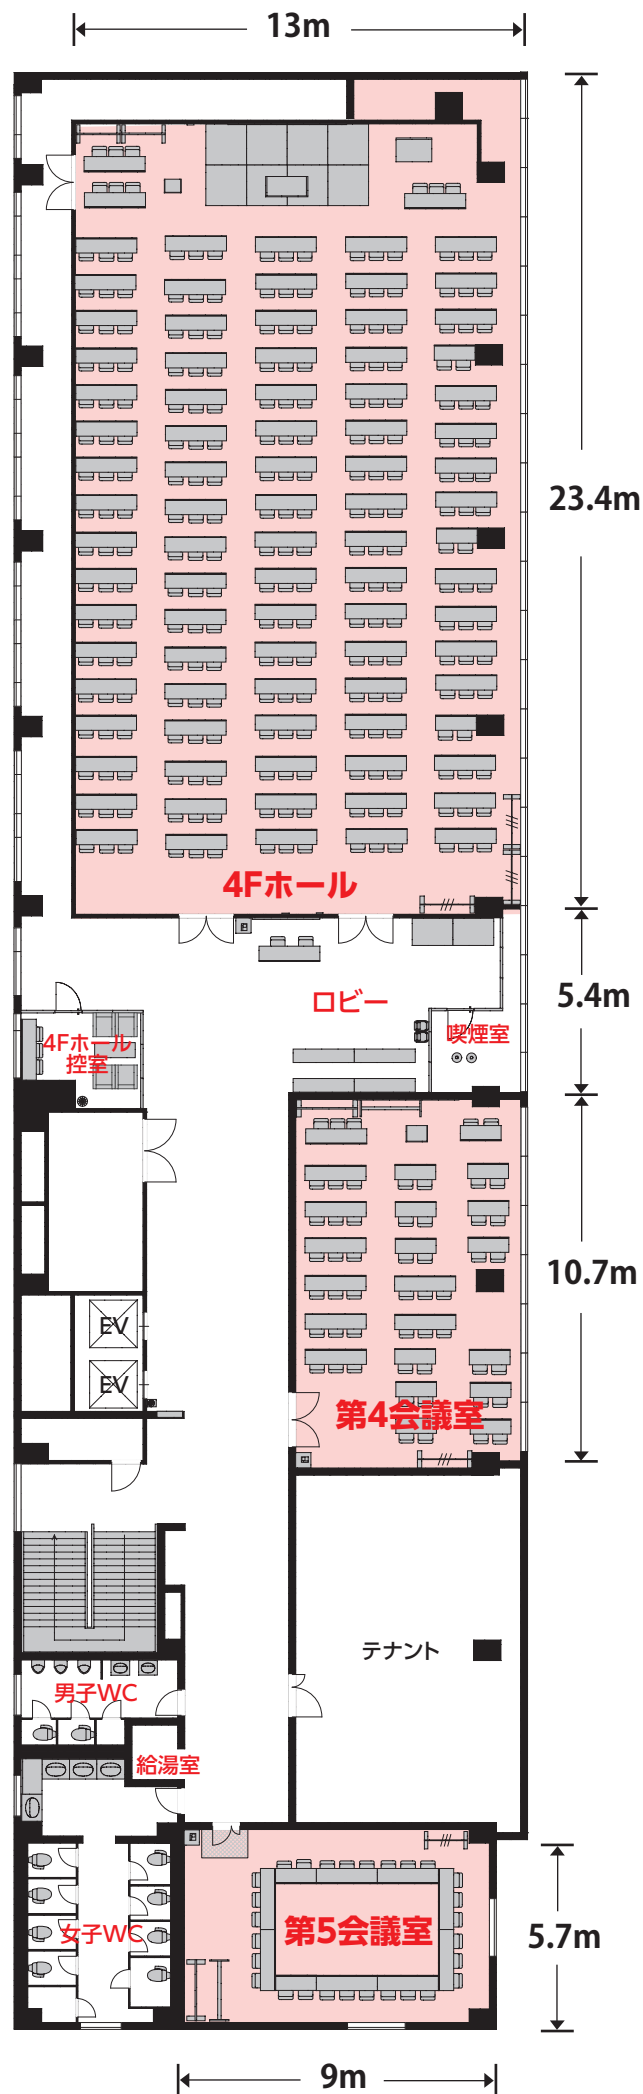 13m
23.4m
4Fホール
5.4m
ロビー
喫煙室
4Fホール
控室
10.7m
EV
EV
第4会議室
テナント
男子WC
給湯室
女子WC
第5会議室
5.7m
9m